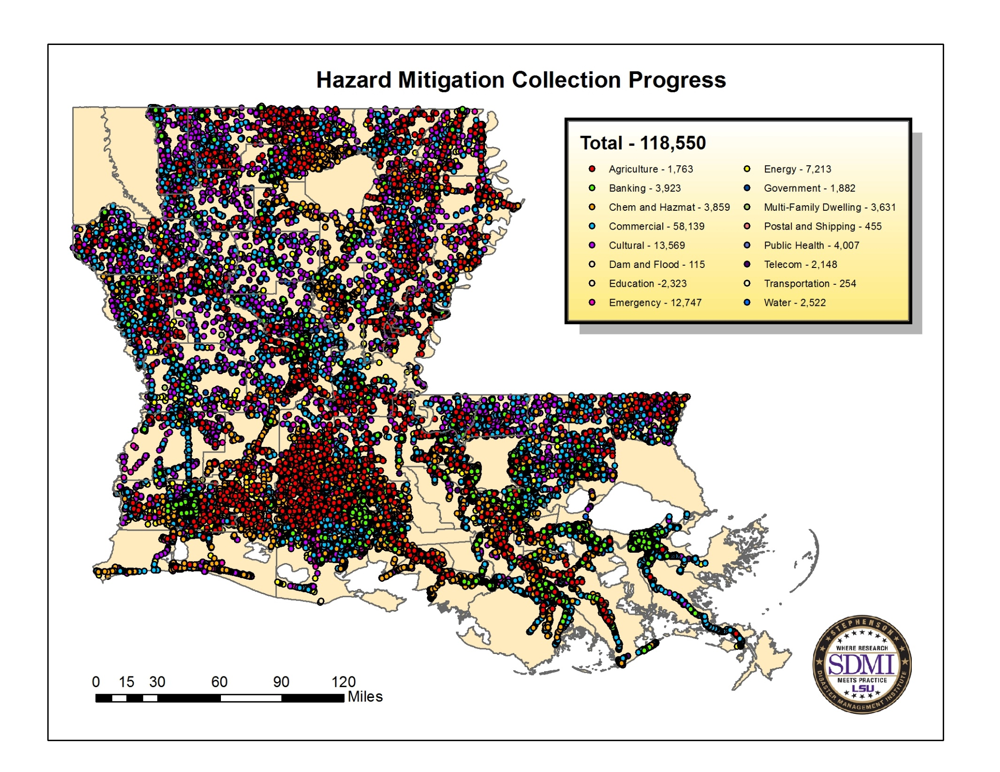 Hazard Mitigation Collection Progress
Total - 118,550
Agriculture - 1,763
Banking - 3,923
Chem and Hazmat - 3,859
Commercial - 58,139
Cultural - 13,569
Dam and Flood - 115
Education -2,323
Emergency - 12,747
Energy - 7,213
Government - 1,882
Multi-Family Dwelling - 3,631
Postal and Shipping - 455
Public Health - 4,007
Telecom - 2,148
Transportation - 254
Water - 2,522
0 15 30 60 90 120
Miles
STEPHENSON
WHERE RESEARCH
SDMI
MEETS PRACTICE
LSU
DISASTER MANAGEMENT INSTITUTE